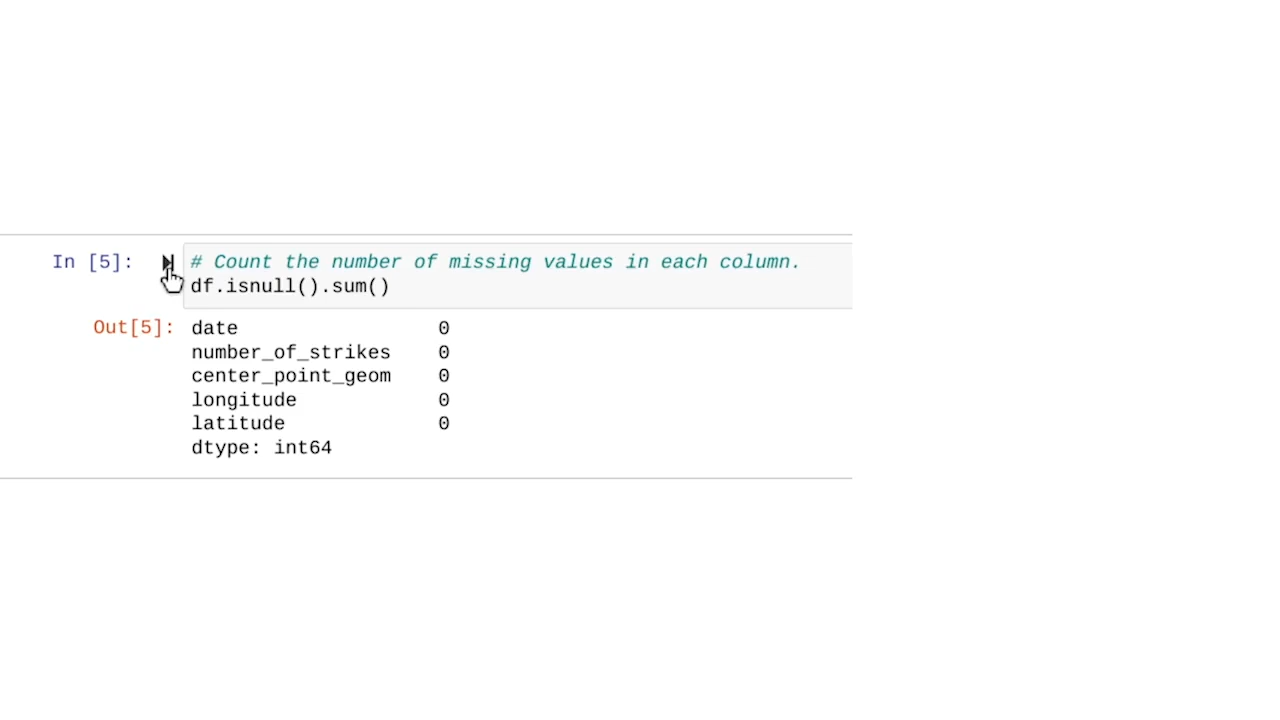 In [5]: # Count the number of missing values in each column.
df.isnull().sum()
Out[5]: date 0
number_of_strikes 0
center_point_geom 0
longitude 0
latitude 0
dtype: int64